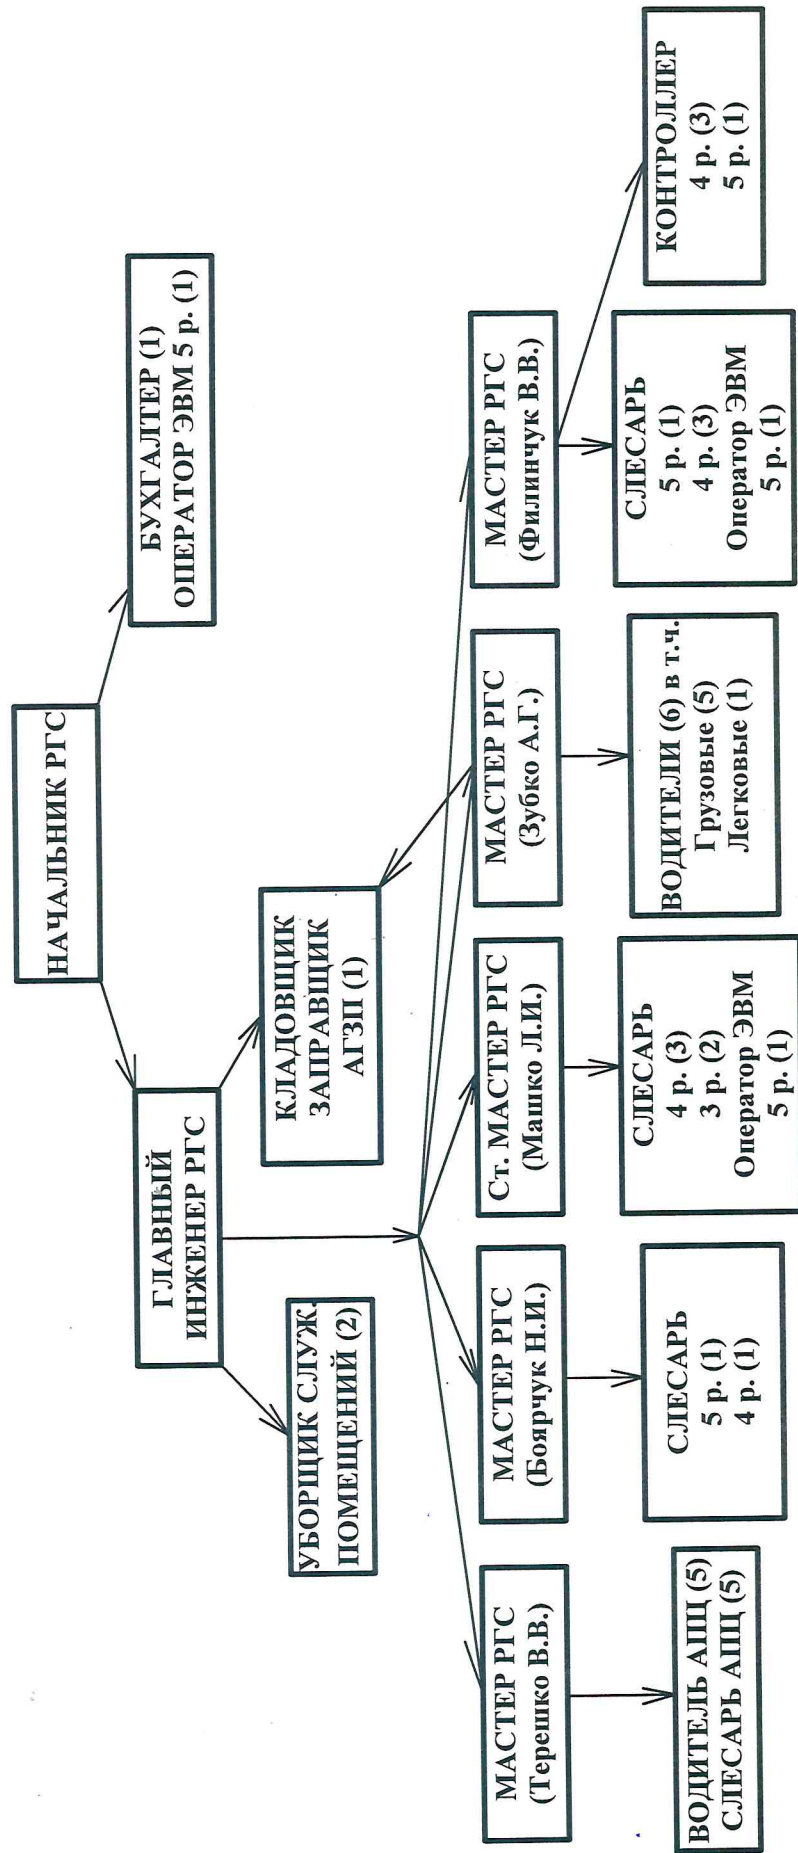 НАЧАЛЬНИК РГС
ГЛАВНЫЙ
ИНЖЕНЕР РГС
БУХГАЛТЕР (1)
ОПЕРАТОР ЭВМ 5 р. (1)
УБОРЩИК СЛУЖ.
ПОМЕЩЕНИЙ (2)
КЛАДОВЩИК
ЗАПРАВЩИК
АГЗП (1)
МАСТЕР РГС
(Терешко В.В.)
МАСТЕР РГС
(Боярчук Н.И.)
Ст. МАСТЕР РГС
(Машко Л.И.)
МАСТЕР РГС
(Зубко А.Г.)
МАСТЕР РГС
(Филинчук В.В.)
ВОДИТЕЛЬ АПЦ (5)
СЛЕСАРЬ АПЦ (5)
СЛЕСАРЬ
5 р. (1)
4 р. (1)
СЛЕСАРЬ
4 р. (3)
3 р. (2)
Оператор ЭВМ
5 р. (1)
ВОДИТЕЛИ (6) в т.ч.
Грузовые (5)
Легковые (1)
СЛЕСАРЬ
5 р. (1)
4 р. (3)
Оператор ЭВМ
5 р. (1)
КОНТРОЛЛЕР
4 р. (3)
5 р. (1)